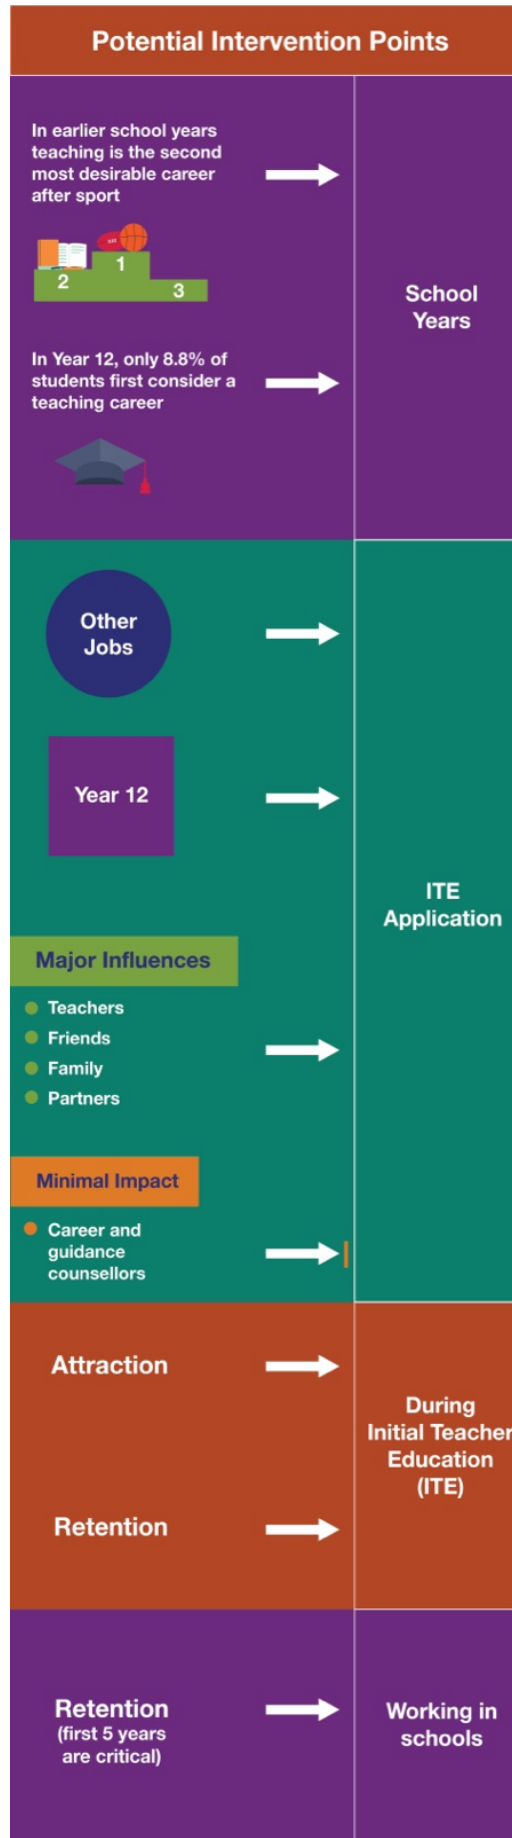 Potential Intervention Points
In earlier school years
teaching is the second
most desirable career
after sport
1
2
3
In Year 12, only 8.8% of
students first consider a
teaching career
School
Years
Other
Jobs
Year 12
Major Influences
Teachers
Friends
Family
Partners
Minimal Impact
Career and
guidance
counsellors
ITE
Application
Attraction
Retention
During
Initial Teacher
Education
(ITE)
Retention
(first 5 years
are critical)
Working in
schools